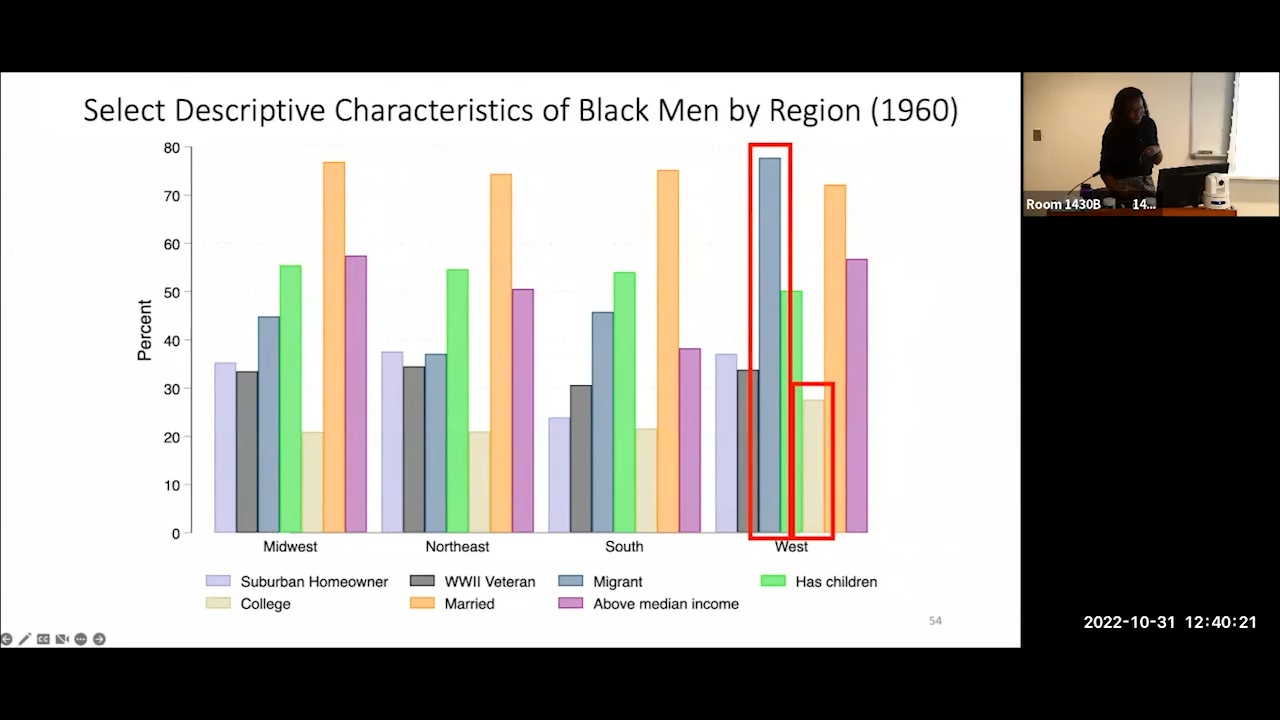 Select Descriptive Characteristics of Black Men by Region (1960)
80
70
60
50
40
30
20
10
0
Percent
Midwest Northeast South West
Suburban Homeowner WWII Veteran Migrant Has children
College Married Above median income
54
CC
Room 1430B 14...
2022-10-31 12:40:21